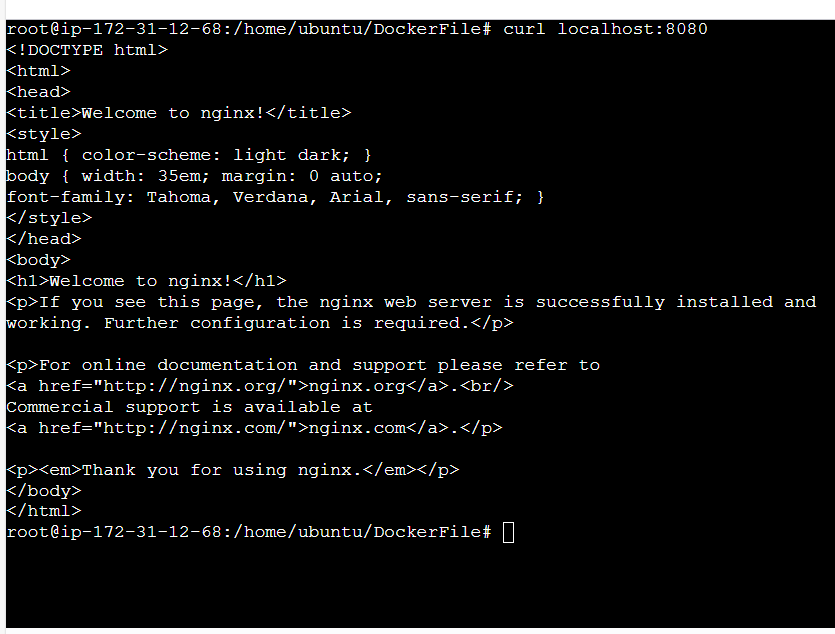 root@ip-172-31-12-68:/home/ubuntu/DockerFile# curl localhost:8080
<!DOCTYPE html>
<html>
<head>
<title>Welcome to nginx!</title>
<style>
html { color-scheme: light dark; }
body { width: 35em; margin: 0 auto;
font-family: Tahoma, Verdana, Arial, sans-serif; }
</style>
</head>
<body>
<h1>Welcome to nginx!</h1>
<p>If you see this page, the nginx web server is successfully installed and
working. Further configuration is required.</p>

<p>For online documentation and support please refer to
<a href="http://nginx.org/">nginx.org</a>.<br/>
Commercial support is available at
<a href="http://nginx.com/">nginx.com</a>.</p>

<p><em>Thank you for using nginx.</em></p>
</body>
</html>
root@ip-172-31-12-68:/home/ubuntu/DockerFile#